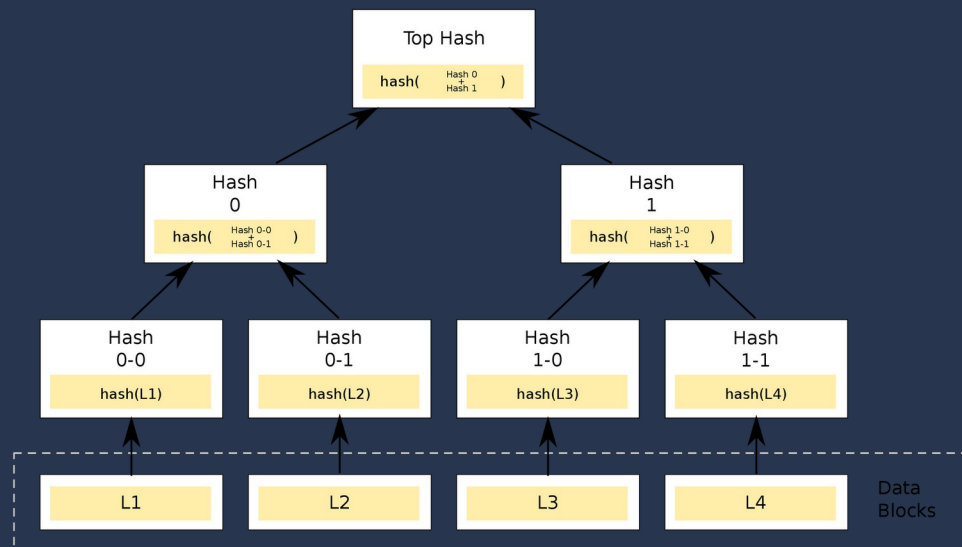 Top Hash
hash( Hash 0 + Hash 1 )
Hash
0
hash( Hash 0-0 + Hash 0-1 )
Hash
1
hash( Hash 1-0 + Hash 1-1 )
Hash
0-0
hash(L1)
Hash
0-1
hash(L2)
Hash
1-0
hash(L3)
Hash
1-1
hash(L4)
L1
L2
L3
L4
Data
Blocks